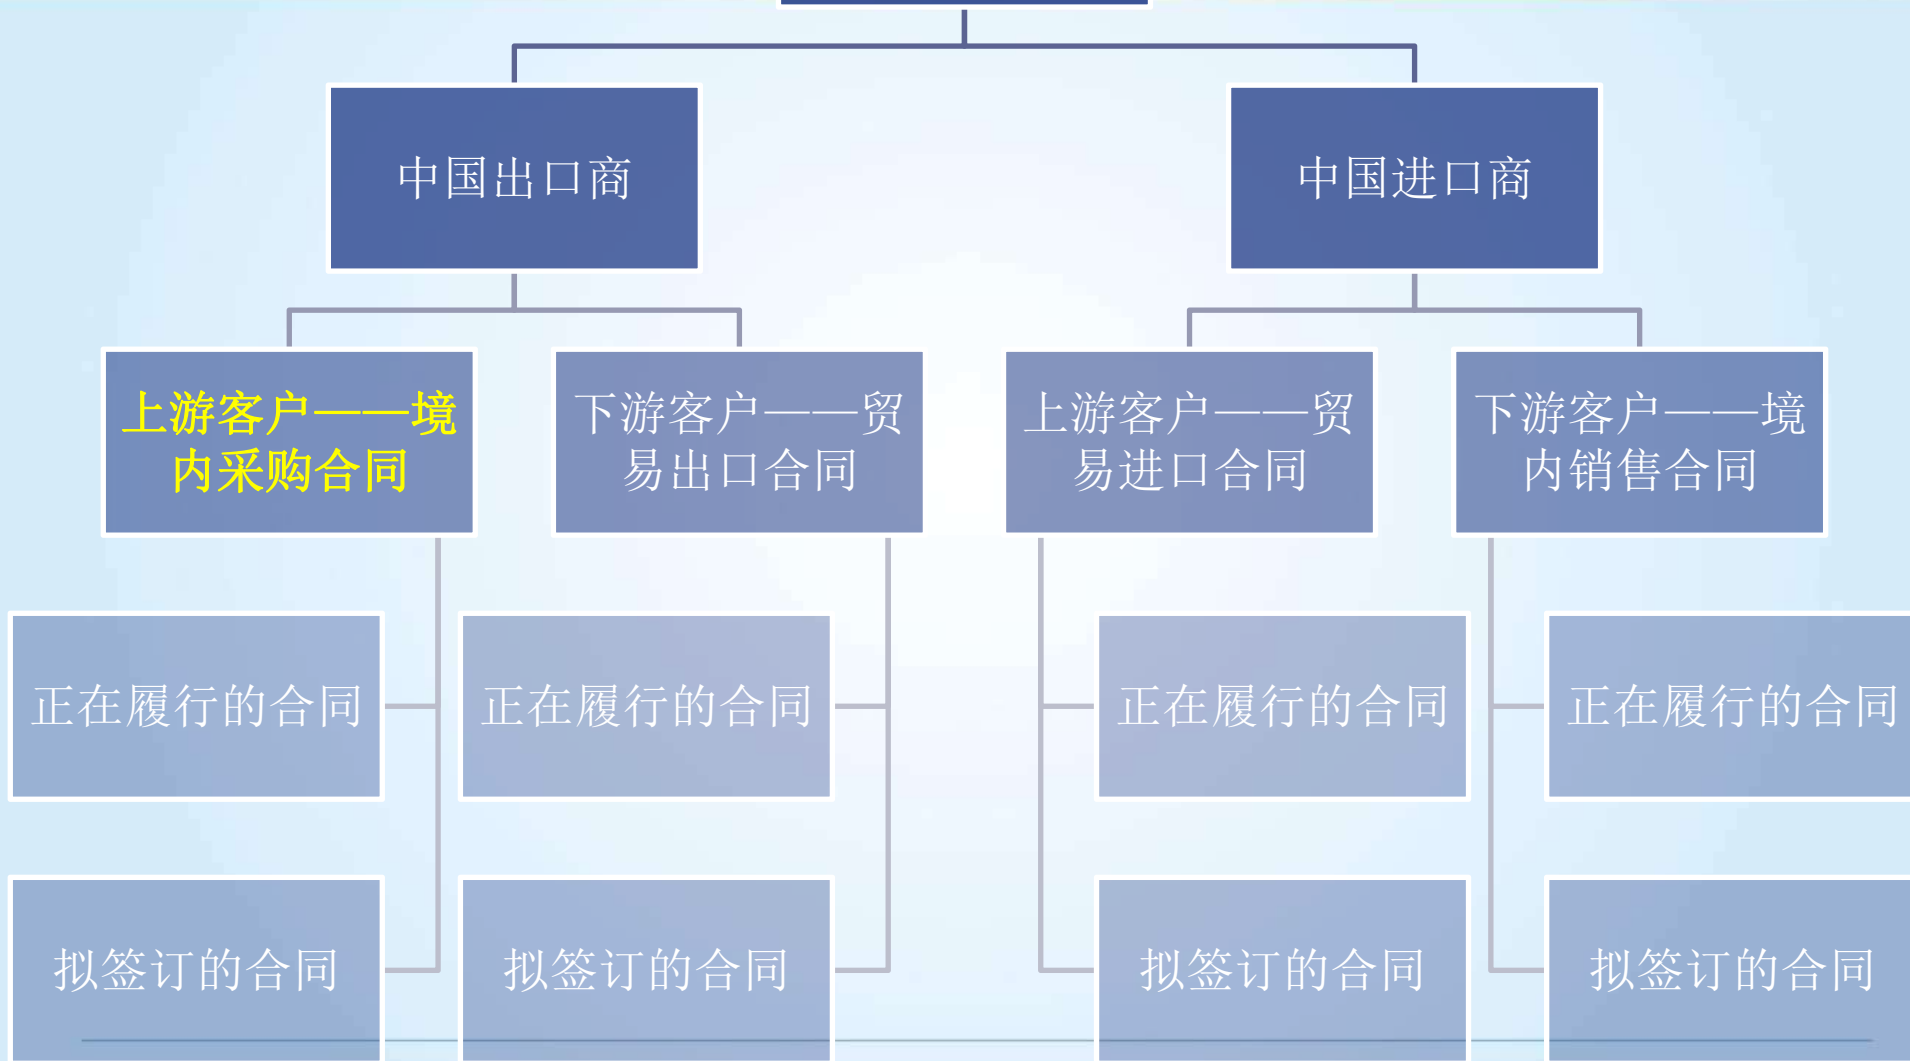 中国出口商
中国进口商
上游客户——境
内采购合同
下游客户——贸
易出口合同
上游客户——贸
易进口合同
下游客户——境
内销售合同
正在履行的合同
正在履行的合同
正在履行的合同
正在履行的合同
拟签订的合同
拟签订的合同
拟签订的合同
拟签订的合同